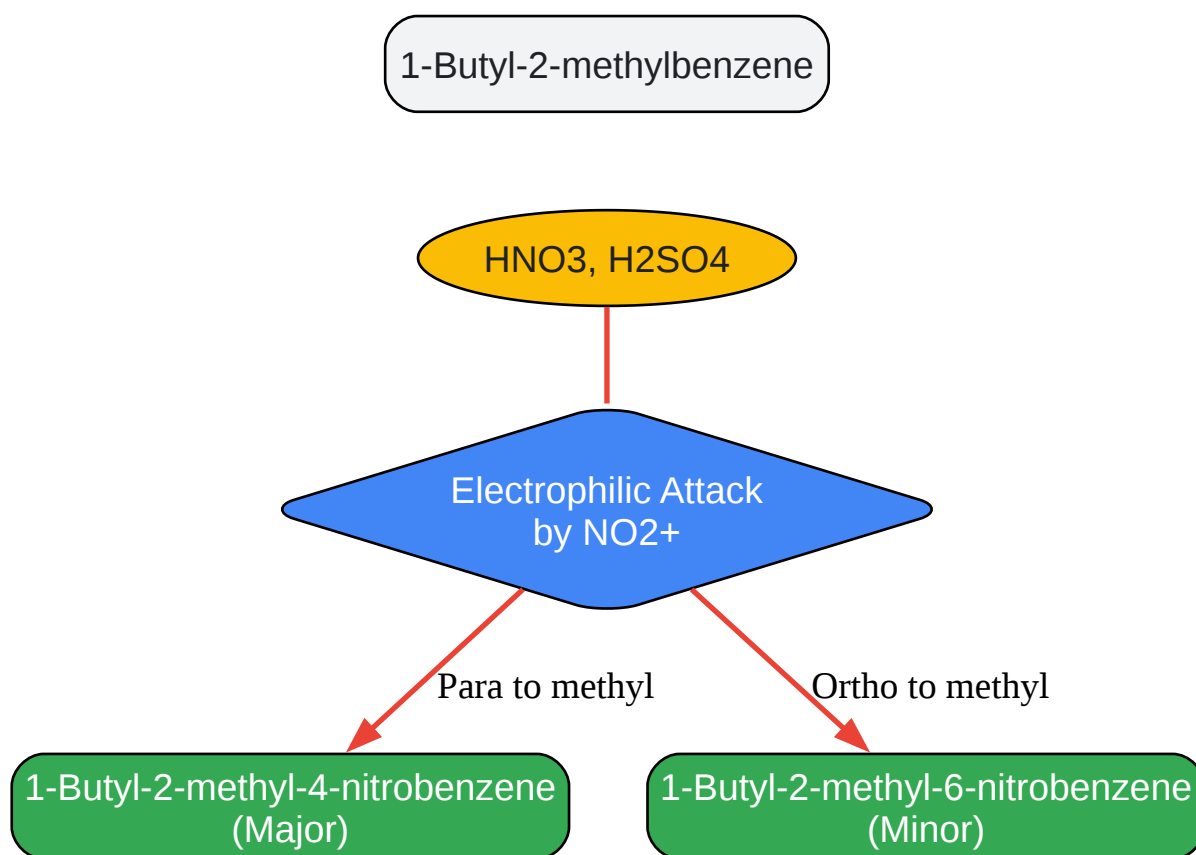 1-Butyl-2-methylbenzene
HNO3, H2SO4
Electrophilic Attack
by NO2+
Para to methyl
Ortho to methyl
1-Butyl-2-methyl-4-nitrobenzene
(Major)
1-Butyl-2-methyl-6-nitrobenzene
(Minor)